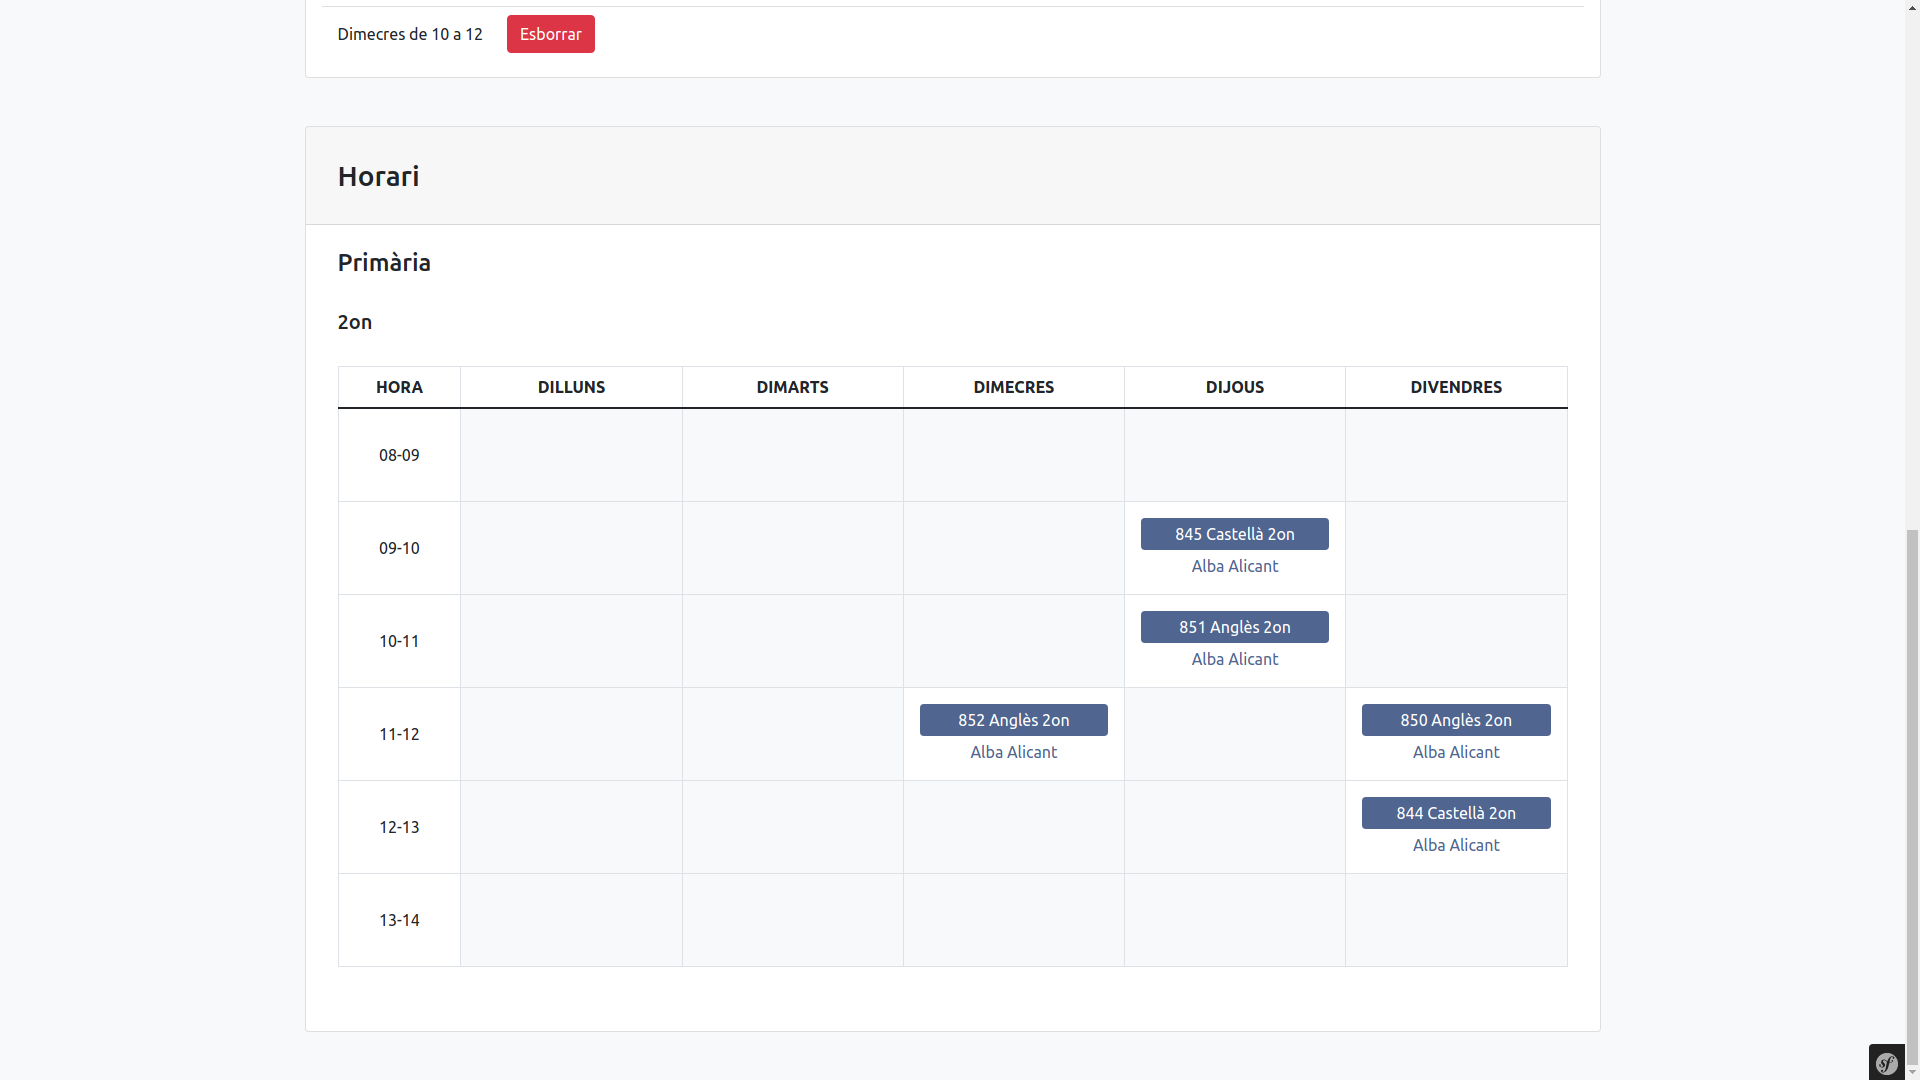 Dimecres de 10 a 12 Esborrar
Horari
Primària
2on
HORA DILLUNS DIMARTS DIMECRES DIJOUS DIVENDRES
08-09
09-10 845 Castellà 2on
Alba Alicant
10-11 851 Anglès 2on
Alba Alicant
11-12 852 Anglès 2on 850 Anglès 2on
Alba Alicant Alba Alicant
12-13 844 Castellà 2on
Alba Alicant
13-14
sf